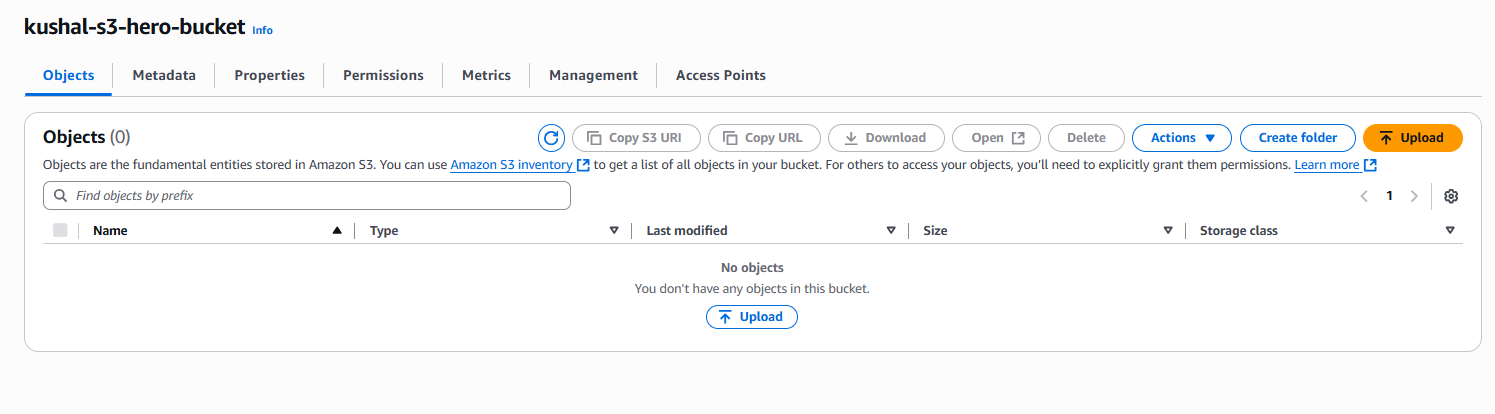 kushal-s3-hero-bucket Info
Objects Metadata Properties Permissions Metrics Management Access Points
Objects (0) Copy S3 URI Copy URL Download Open Delete Actions Create folder Upload
Objects are the fundamental entities stored in Amazon S3. You can use Amazon S3 inventory to get a list of all objects in your bucket. For others to access your objects, you'll need to explicitly grant them permissions. Learn more
Find objects by prefix 1
Name Type Last modified Size Storage class
No objects
You don't have any objects in this bucket.
Upload